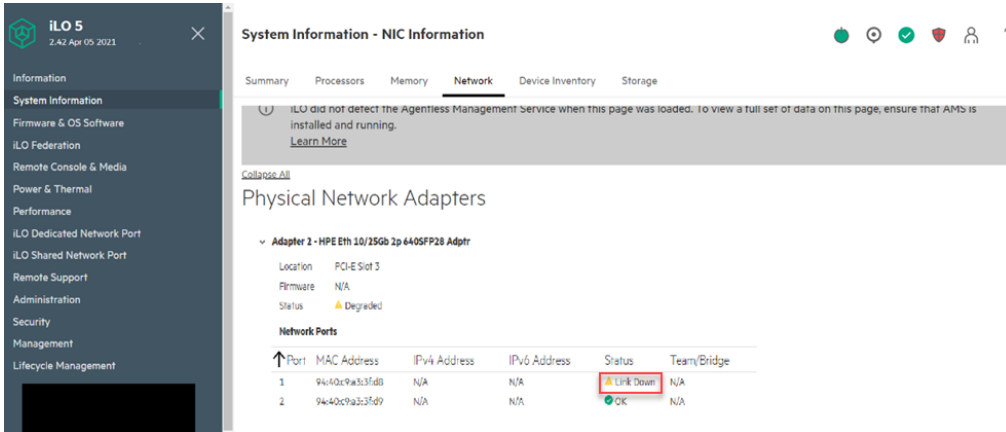 iLO 5
2.42 Apr 05 2021
Information
System Information
Firmware & OS Software
iLO Federation
Remote Console & Media
Power & Thermal
Performance
iLO Dedicated Network Port
iLO Shared Network Port
Remote Support
Administration
Security
Management
Lifecycle Management
System Information - NIC Information
Summary Processors Memory Network Device Inventory Storage
iLO did not detect the Agentless Management Service when this page was loaded. To view a full set of data on this page, ensure that AMS is
installed and running.
Learn More
Collapse All
Physical Network Adapters
Adapter 2 - HPE Eth 10/25Gb 2p 640SFP28 Adptr
Location PCI-E Slot 3
Firmware N/A
Status Degraded
Network Ports
Port MAC Address IPv4 Address IPv6 Address Status Team/Bridge
1 94:40:c9:a3:3f:d8 N/A N/A Link Down N/A
2 94:40:c9:a3:3f:d9 N/A N/A OK N/A